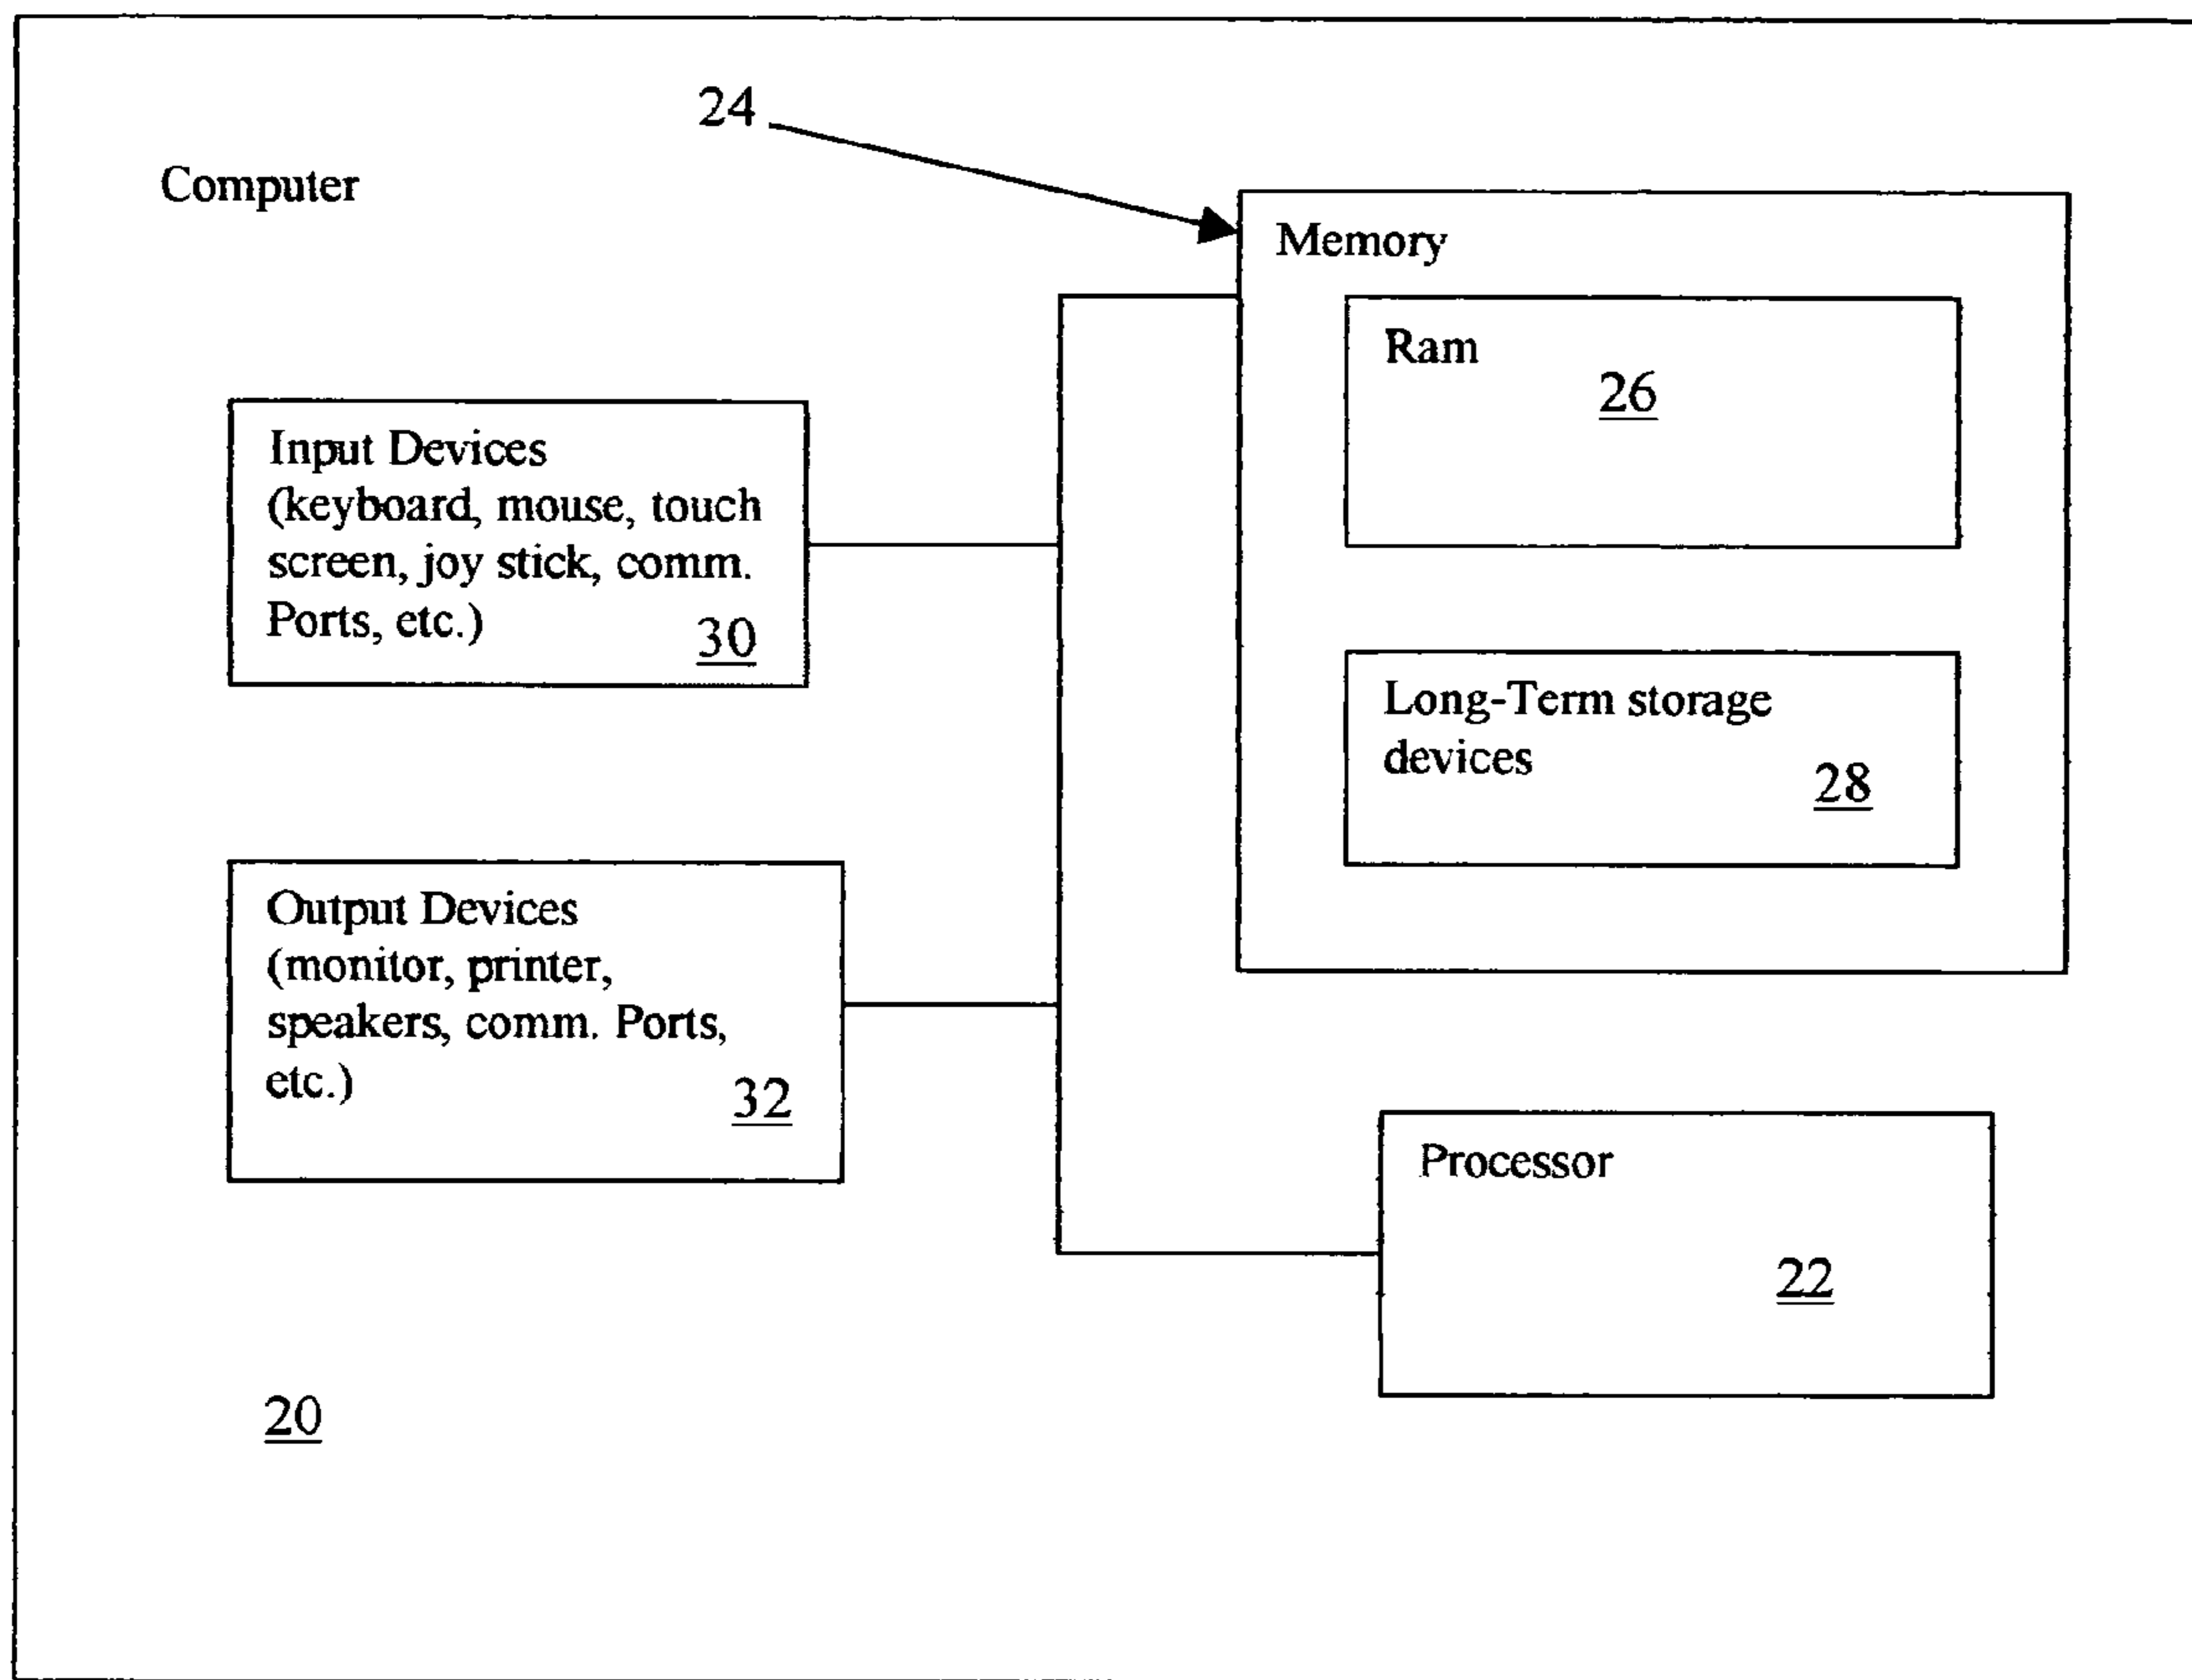 24
Computer
Memory
Ram
26
Input Devices
(keyboard, mouse, touch
screen, joy stick, comm.
Ports, etc.)
30
Long-Term storage
devices
28
Output Devices
(monitor, printer,
speakers, comm. Ports,
etc.)
32
Processor
22
20